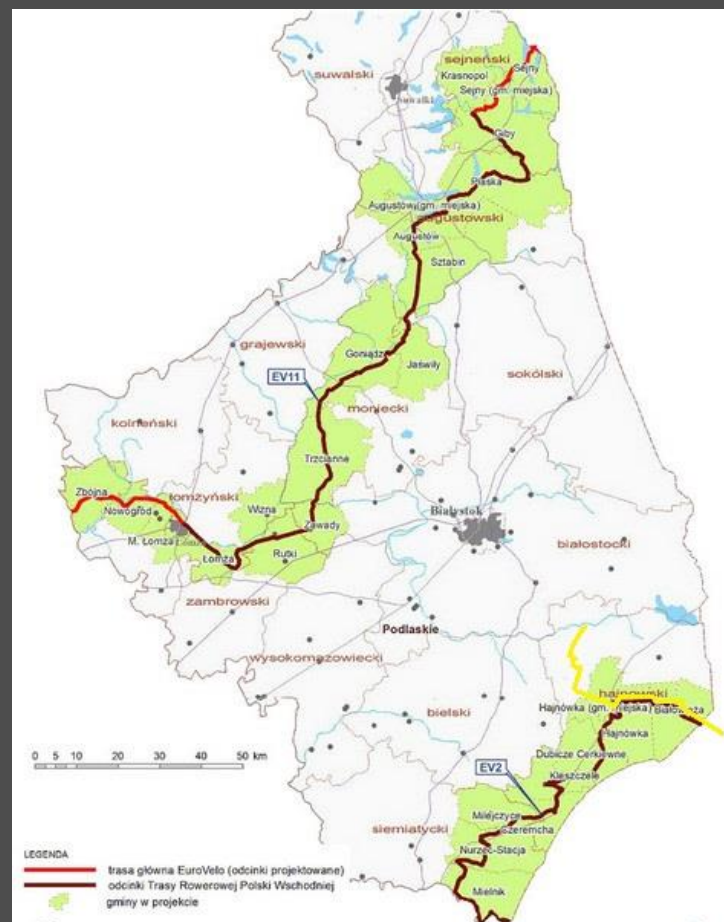 suwalski
Suwałki
sejneński
Krasnopol
Sejny
Sejny (gm. miejska)
Giby
Płaska
Augustów (gm. miejska)
augustowski
Augustów
Sztabin
grajewski
Goniądz
Jaświły
EV11
sokólski
moniecki
kolneński
Trzcianne
Zbójna
łomżyński
Nowogród
Wizna
Zawady
M. Łomża
Łomża
Rutki
Białystok
białostocki
zambrowski
Podlaskie
wysokomazowiecki
hajnowski
Hajnówka (gm. miejska)
Białowieża
bielski
Hajnówka
Dubicze Cerkiewne
Kleszczele
EV2
Milejczyce
Czeremcha
siemiatycki
Nurzec-Stacja
Mielnik
0 5 10 20 30 40 50 km
LEGENDA
trasa główna EuroVelo (odcinki projektowane)
odcinki Trasy Rowerowej Polski Wschodniej
gminy w projekcie